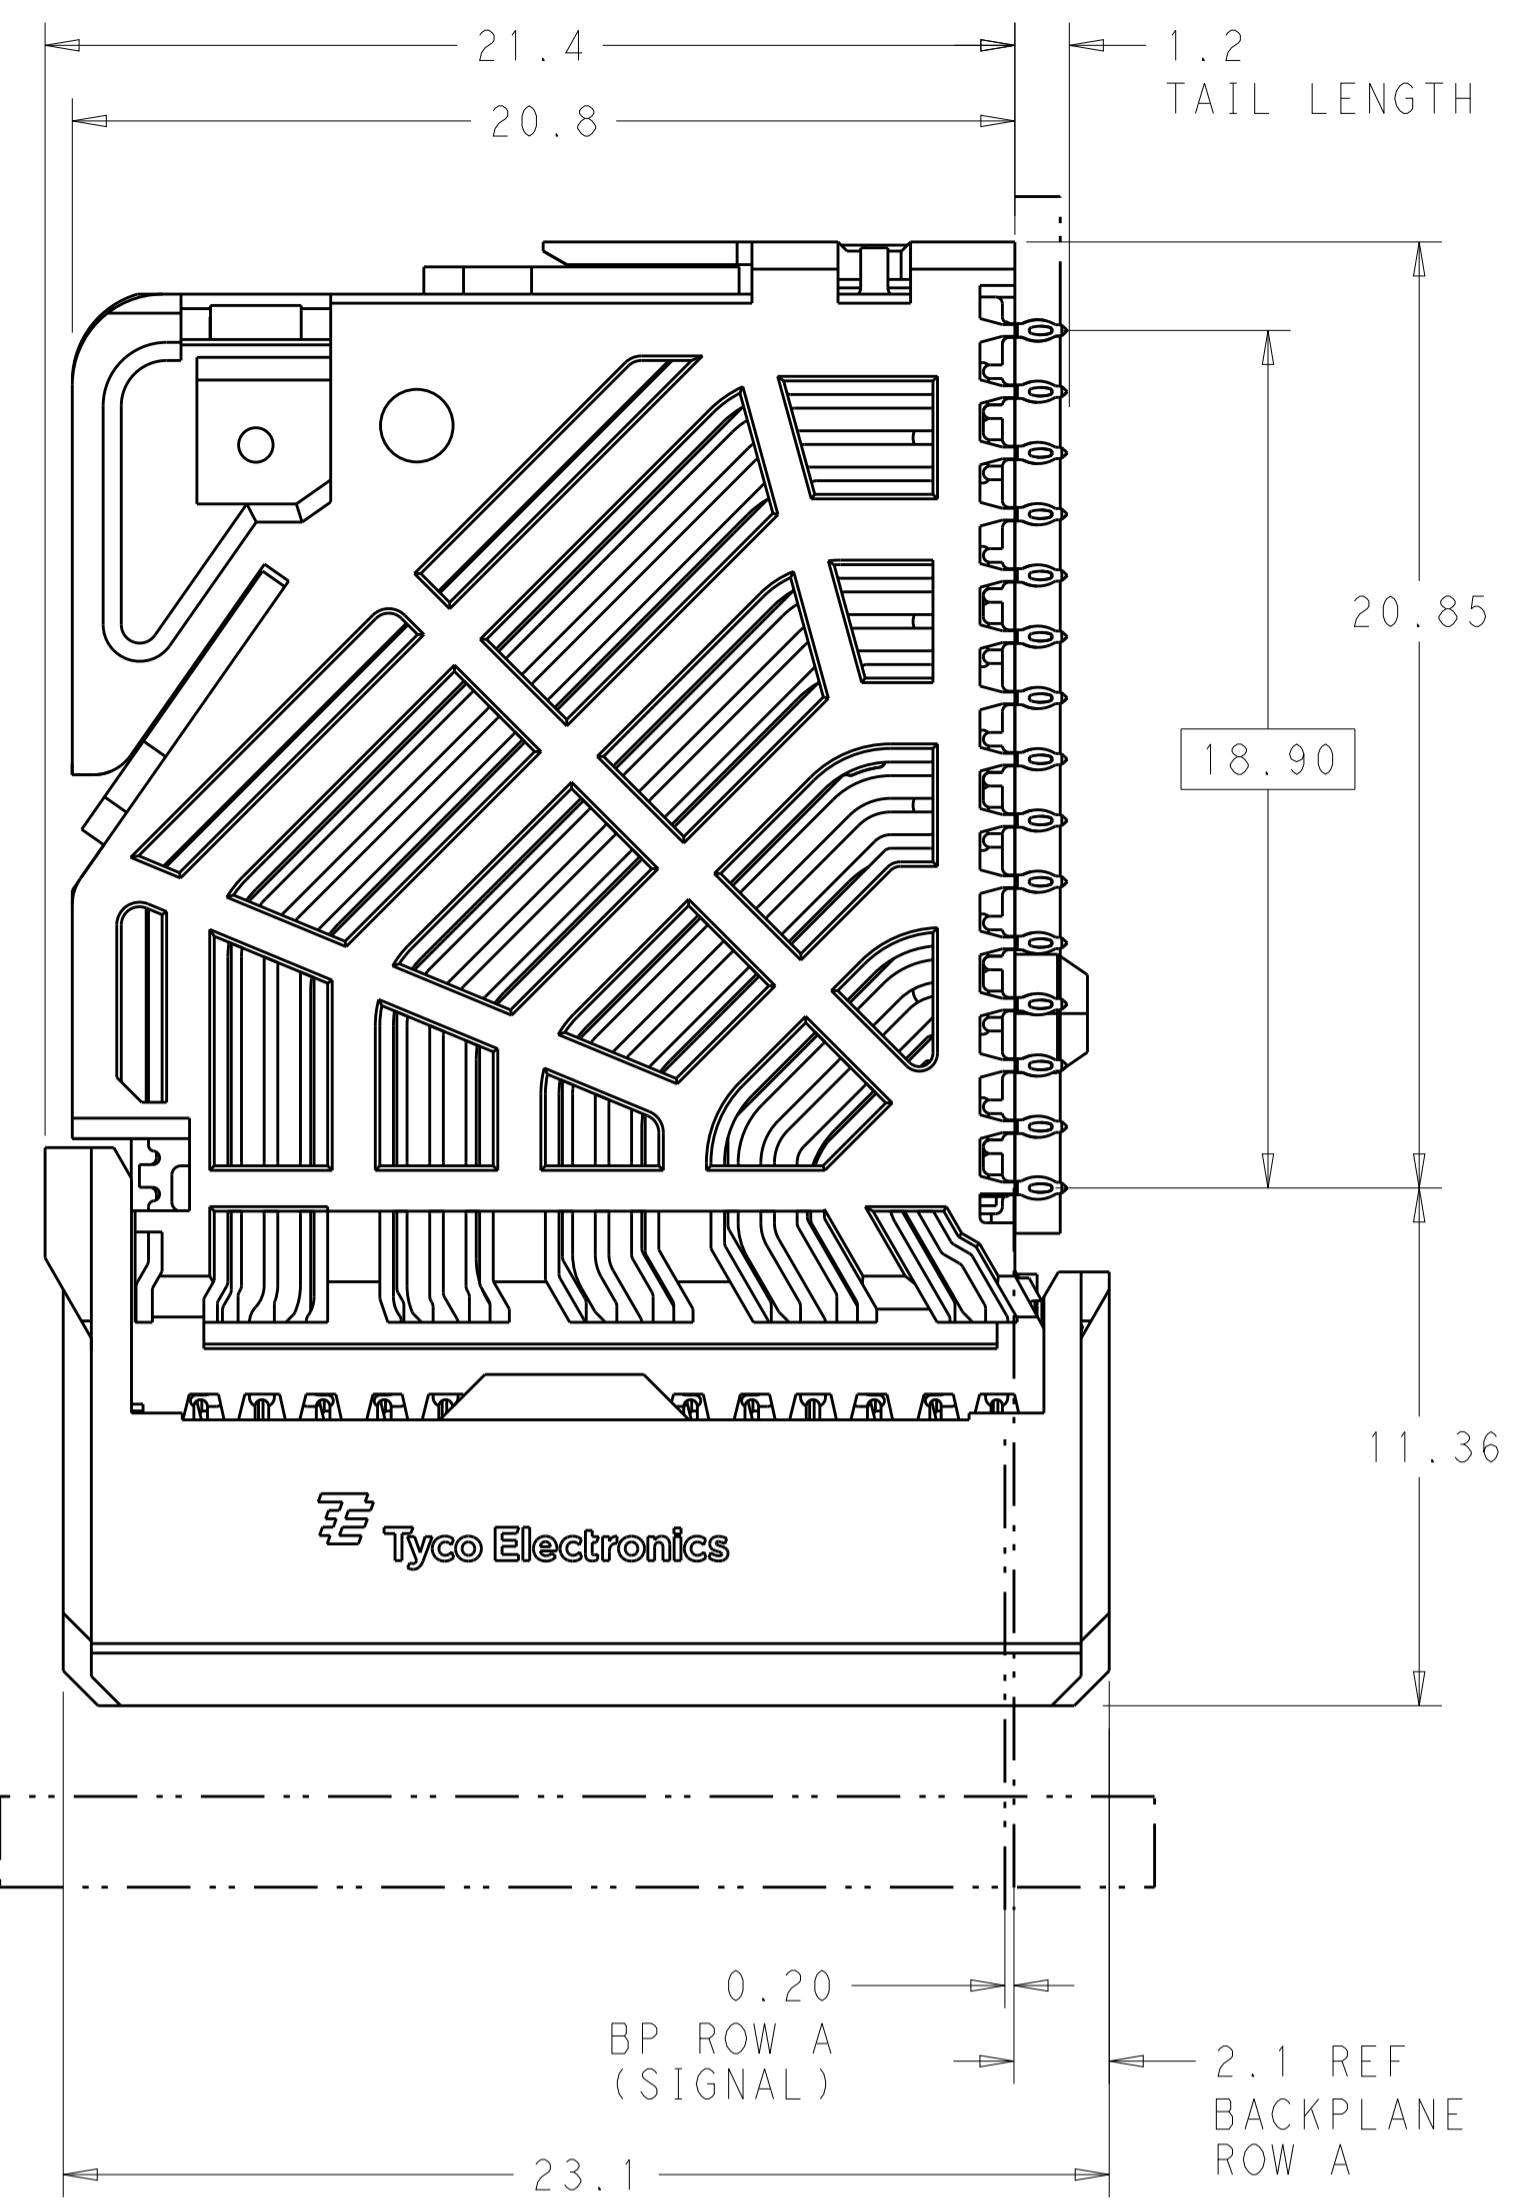 21.4
1.2
TAIL LENGTH
20.8
20.85
18.90
11.36
Tyco Electronics
0.20
BP ROW A
(SIGNAL)
2.1 REF
BACKPLANE
ROW A
23.1